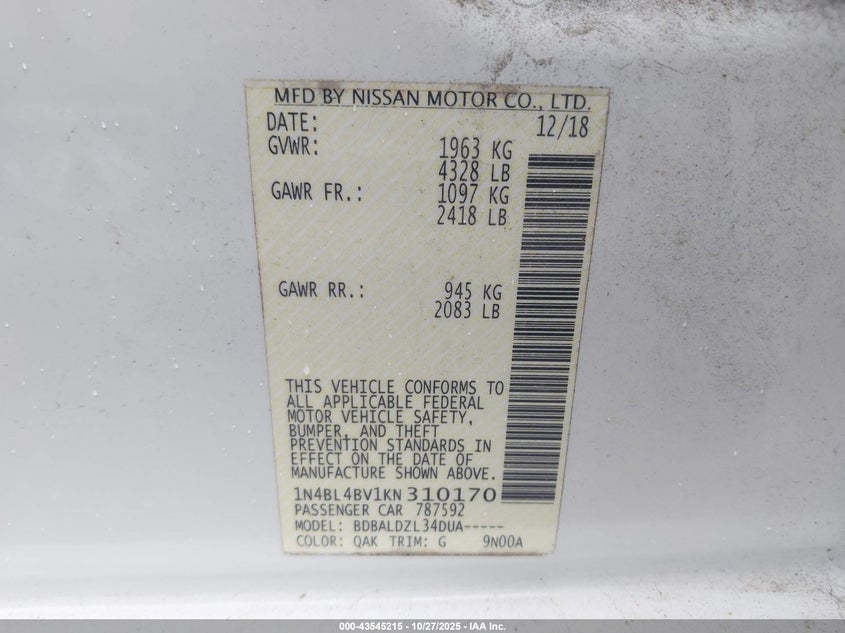 MFD BY NISSAN MOTOR CO., LTD.
DATE: 12/18
GVWR: 1963 KG
4328 LB
GAWR FR.: 1097 KG
2418 LB
GAWR RR.: 945 KG
2083 LB
THIS VEHICLE CONFORMS TO
ALL APPLICABLE FEDERAL
MOTOR VEHICLE SAFETY,
BUMPER, AND THEFT
PREVENTION STANDARDS IN
EFFECT ON THE DATE OF
MANUFACTURE SHOWN ABOVE.
1N4BL4BV1KN310170
PASSENGER CAR 787592
MODEL: BDBALDZL34DUA-----
COLOR: QAK TRIM: G 9N00A
000-43545215 - 10/27/2025 - IAA Inc.